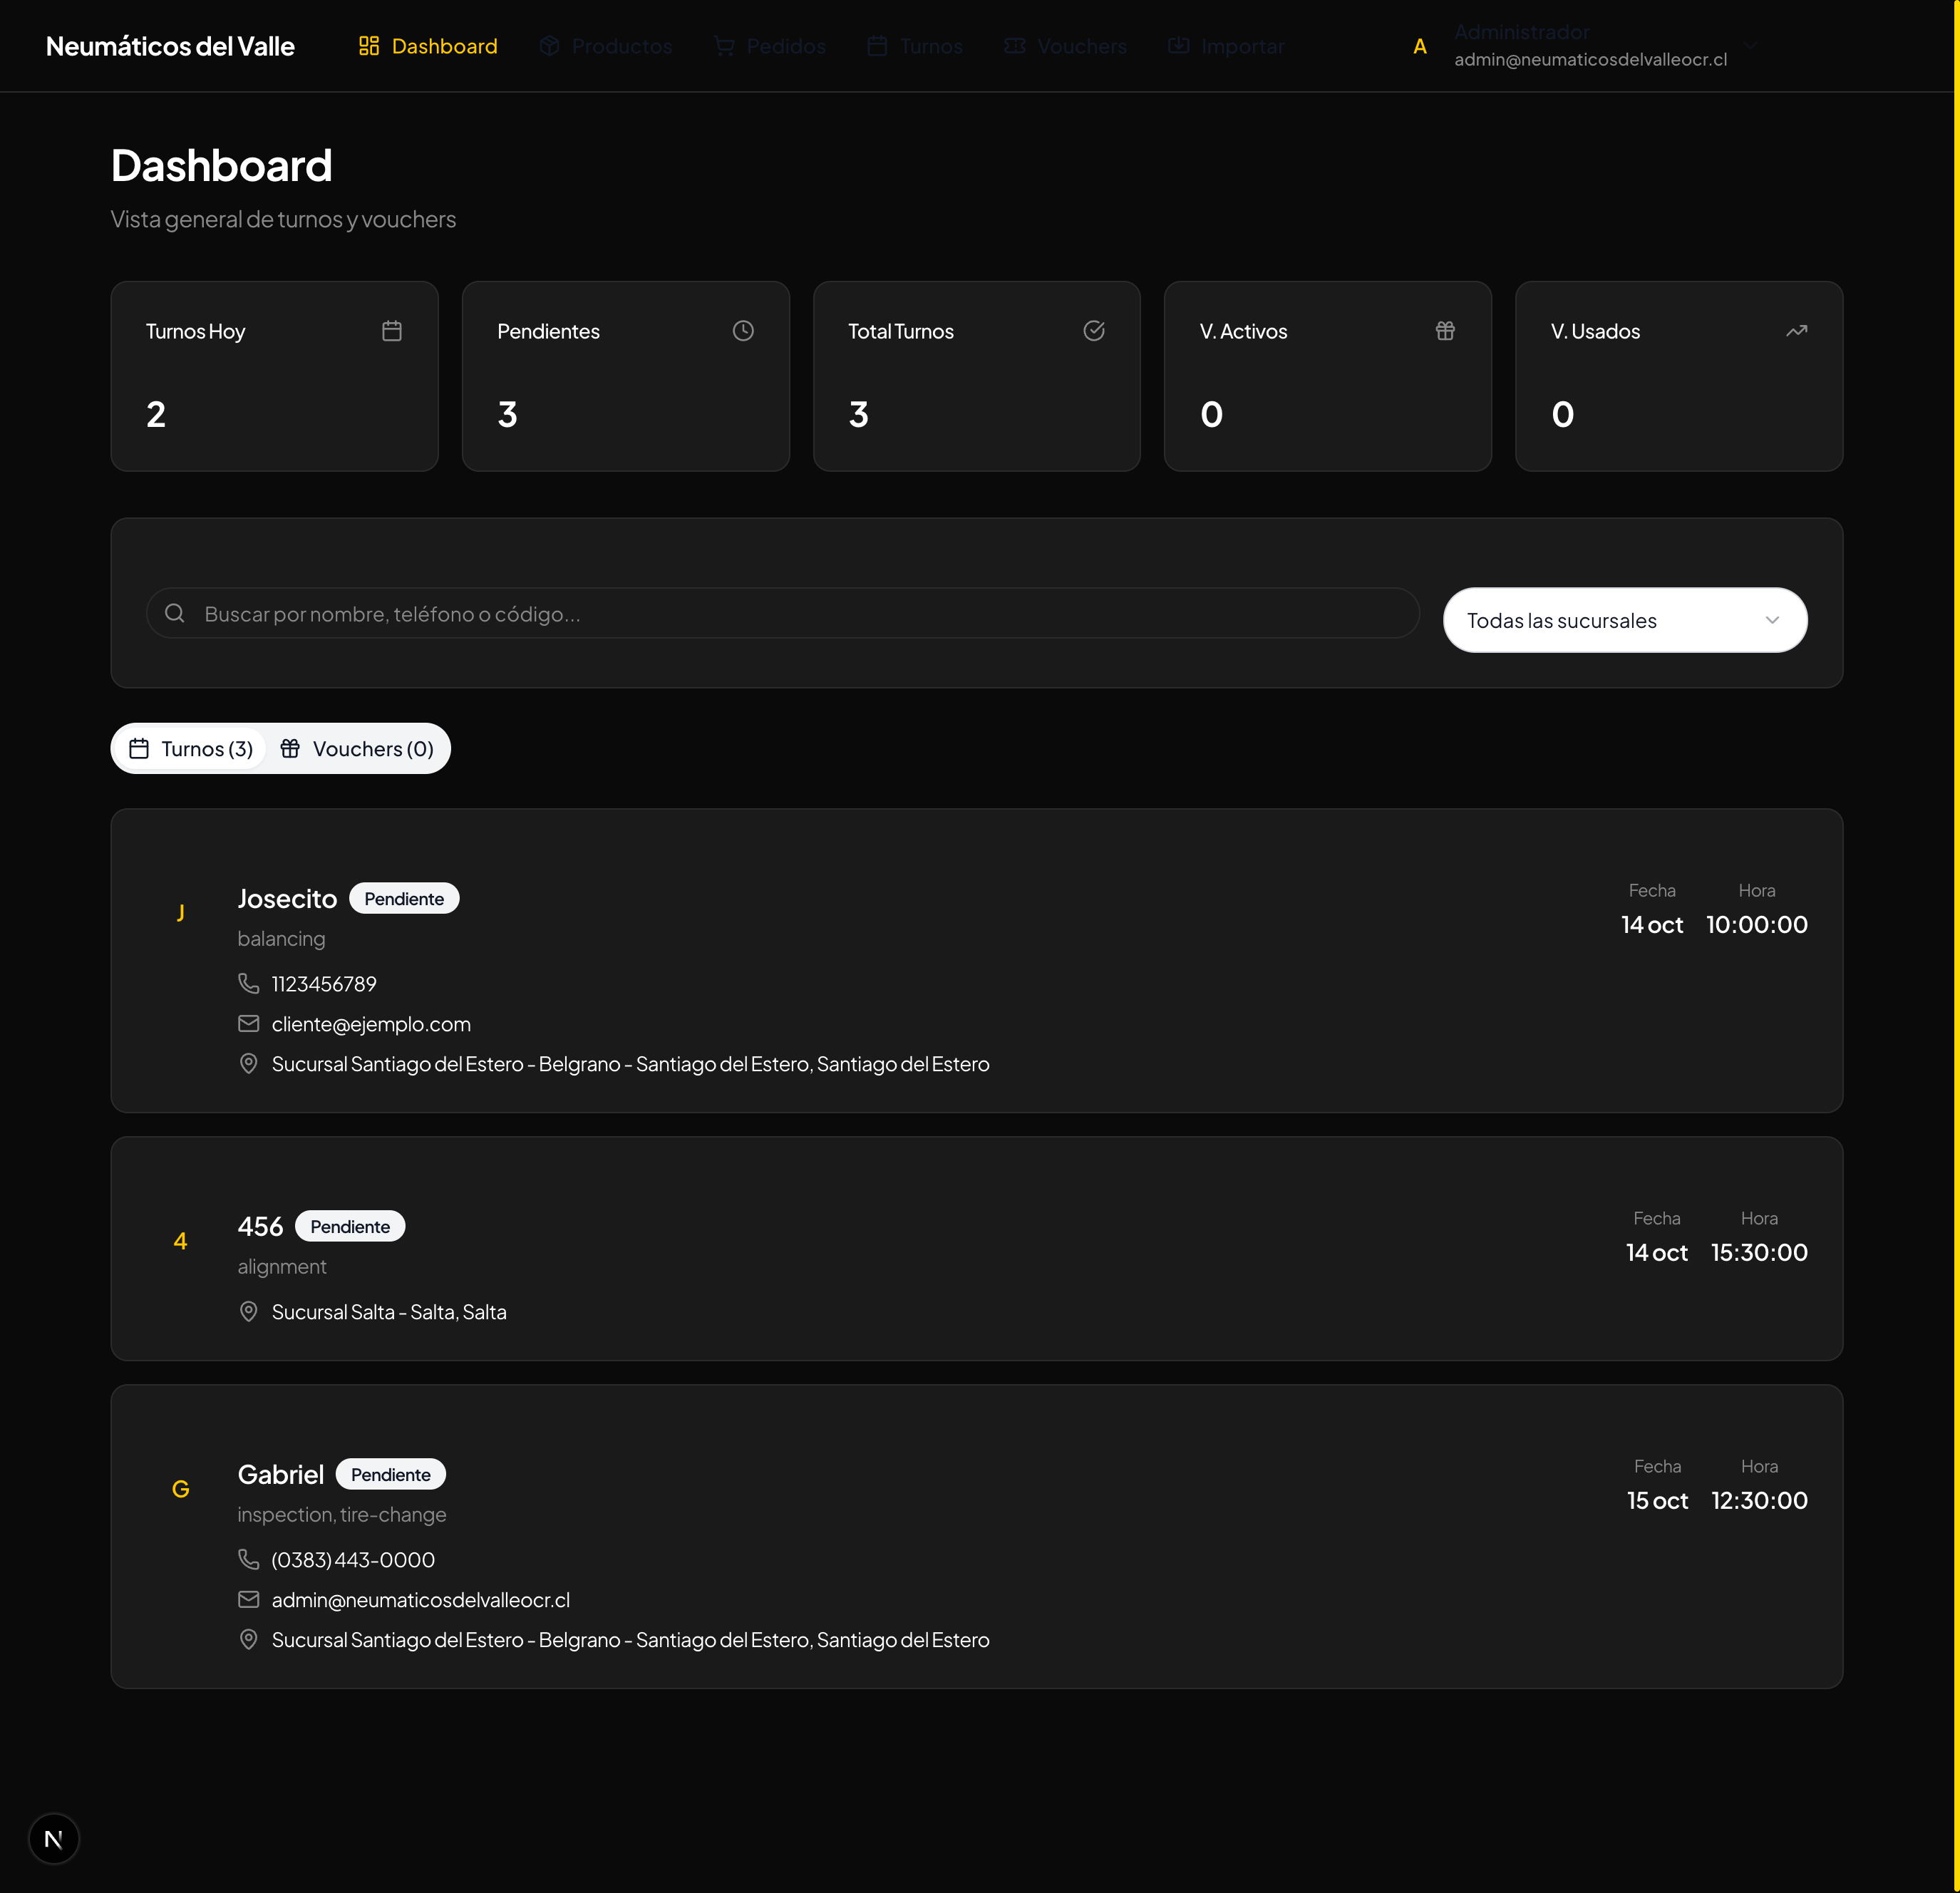 Neumáticos del Valle
Dashboard
Productos
Pedidos
Turnos
Vouchers
Importar
A
Administrador
admin@neumaticosdelvalleocr.cl
Dashboard
Vista general de turnos y vouchers
Turnos Hoy
2
Pendientes
3
Total Turnos
3
V. Activos
0
V. Usados
0
Buscar por nombre, teléfono o código...
Todas las sucursales
Turnos (3)
Vouchers (0)
J
Josecito
Pendiente
balancing
1123456789
cliente@ejemplo.com
Sucursal Santiago del Estero - Belgrano - Santiago del Estero, Santiago del Estero
Fecha
14 oct
Hora
10:00:00
4
456
Pendiente
alignment
Sucursal Salta - Salta, Salta
Fecha
14 oct
Hora
15:30:00
G
Gabriel
Pendiente
inspection, tire-change
(0383) 443-0000
admin@neumaticosdelvalleocr.cl
Sucursal Santiago del Estero - Belgrano - Santiago del Estero, Santiago del Estero
Fecha
15 oct
Hora
12:30:00
N